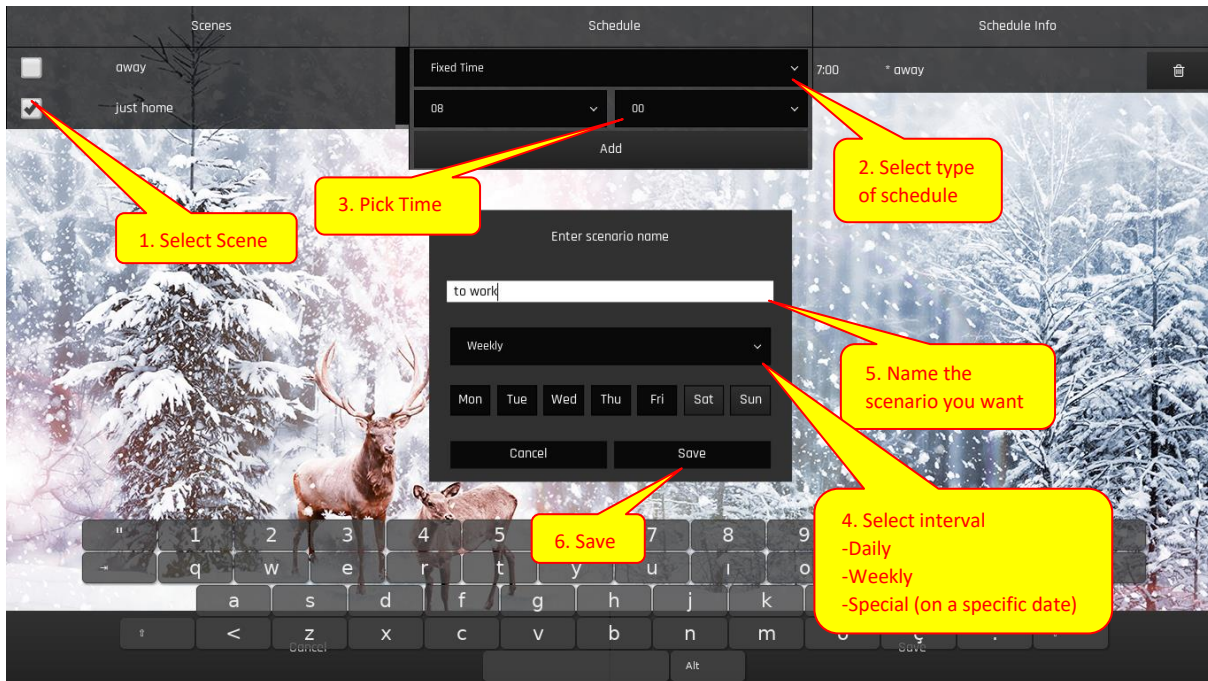 Scenes
Schedule
Schedule Info
away
Fixed Time
7:00 * away
just home
08 00
Add
2. Select type
of schedule
3. Pick Time
1. Select Scene
Enter scenario name
to work
Weekly
5. Name the
scenario you want
Mon Tue Wed Thu Fri Sat Sun
Cancel Save
4. Select interval
-Daily
-Weekly
-Special (on a specific date)
6. Save
" 1 2 3 4 5 7 8 9
q w e r t y u ı o
a s d f g h j k
< z x c v b n m ö ç .
Cancel Save
Alt